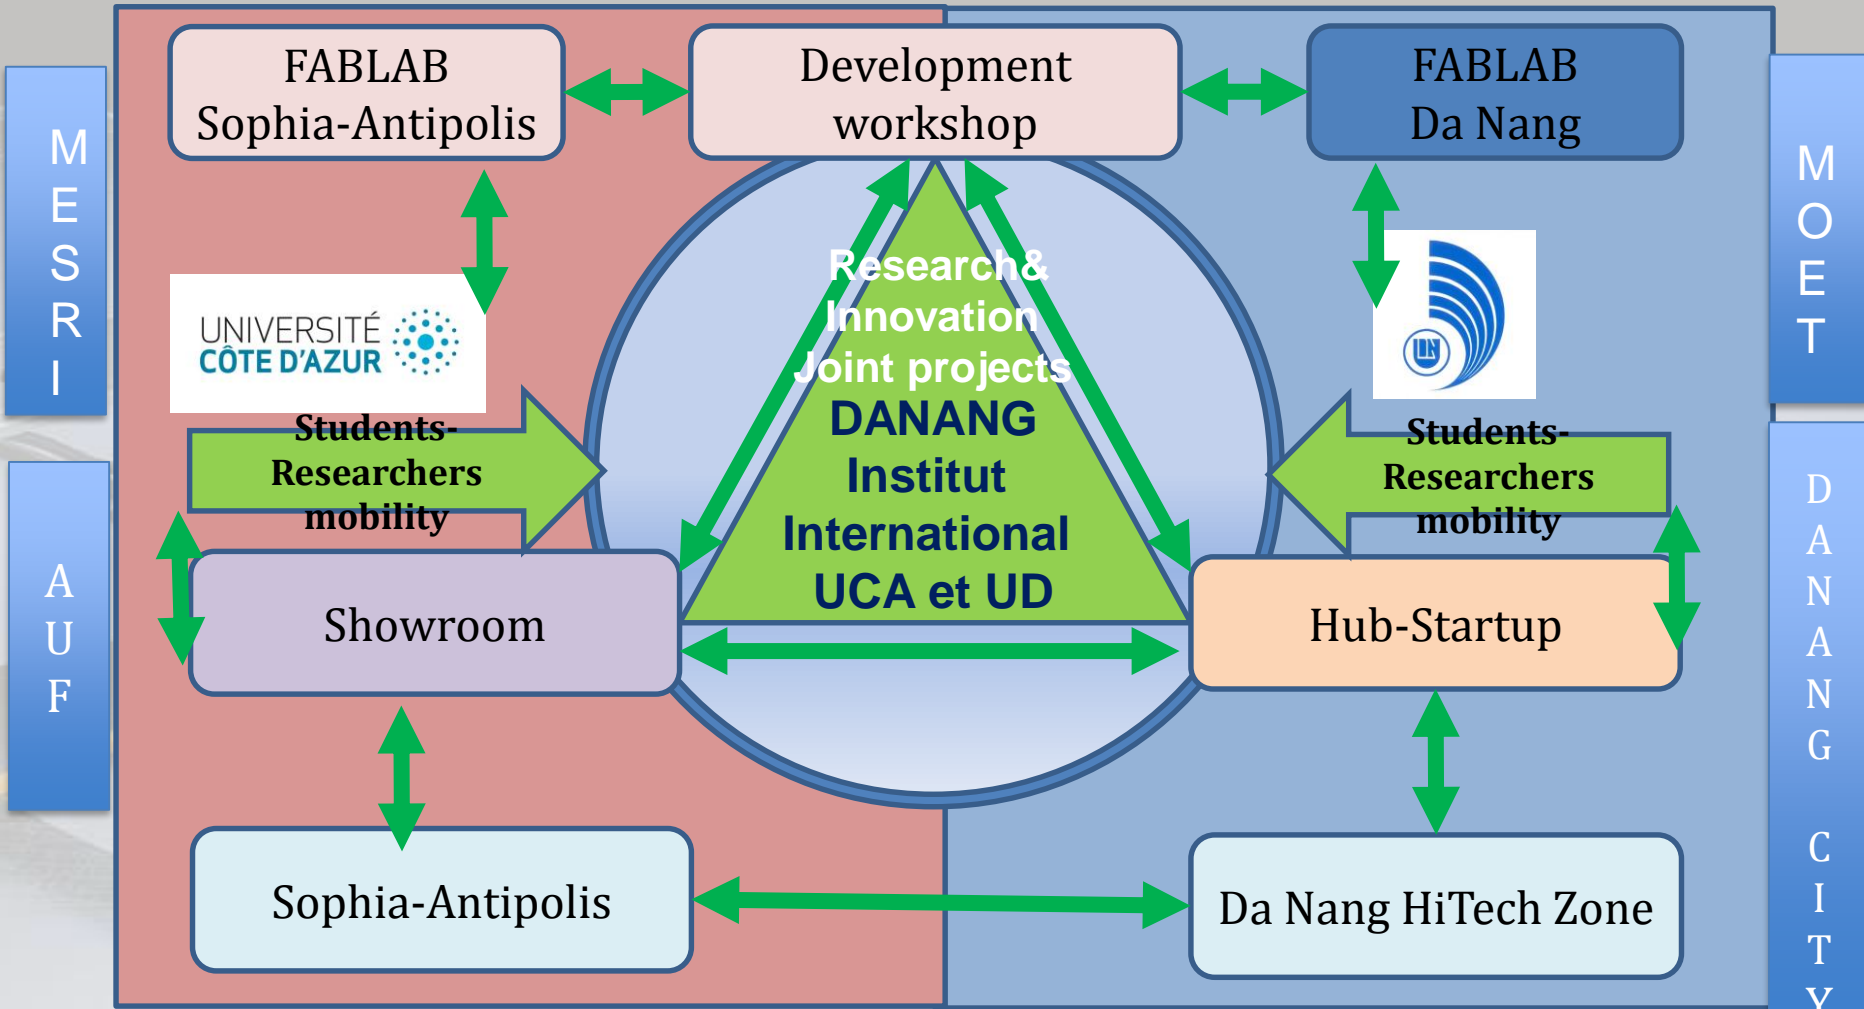 FABLAB
Sophia-Antipolis
Development
workshop
FABLAB
Da Nang
M
E
S
R
I
M
O
E
T
UNIVERSITÉ
CÔTE D'AZUR
Research&
Innovation
Joint projects
DANANG
Institut
International
UCA et UD
Students-
Researchers
mobility
Students-
Researchers
mobility
A
U
F
D
A
N
A
N
G
C
I
T
Y
Showroom
Hub-Startup
Sophia-Antipolis
Da Nang HiTech Zone